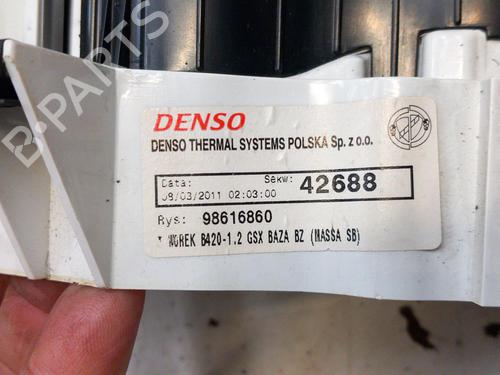 B-PARTS
DENSO
DENSO THERMAL SYSTEMS POLSKA Sp. z o.o.
Data: Sekw: 42688
08/03/2011 02:03:00
Rys: 98616860
WOREK B420-1.2 GSX BAZA BZ (MASSA SB)